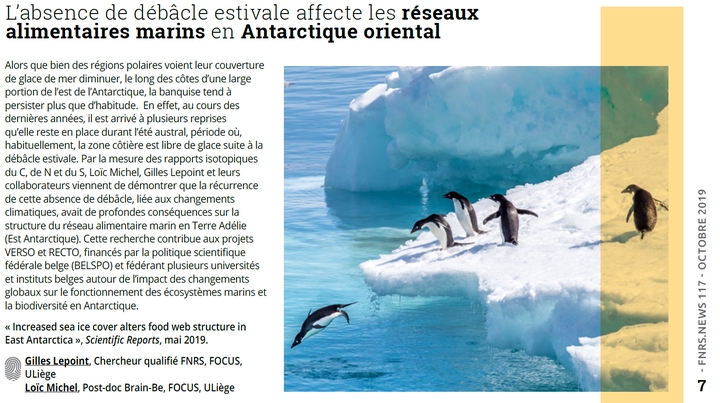 L'absence de débâcle estivale affecte les réseaux
alimentaires marins en Antarctique oriental
Alors que bien des régions polaires voient leur couverture
de glace de mer diminuer, le long des côtes d'une large
portion de l'est de l'Antarctique, la banquise tend à
persister plus que d'habitude. En effet, au cours des
dernières années, il est arrivé à plusieurs reprises
qu'elle reste en place durant l'été austral, période où,
habituellement, la zone côtière est libre de glace suite à la
débâcle estivale. Par la mesure des rapports isotopiques
du C, de N et du S, Loïc Michel, Gilles Lepoint et leurs
collaborateurs viennent de démontrer que la récurrence
de cette absence de débâcle, liée aux changements
climatiques, avait de profondes conséquences sur la
structure du réseau alimentaire marin en Terre Adélie
(Est Antarctique). Cette recherche contribue aux projets
VERSO et RECTO, financés par la politique scientifique
fédérale belge (BELSPO) et fédérant plusieurs universités
et instituts belges autour de l'impact des changements
globaux sur le fonctionnement des écosystèmes marins et
la biodiversité en Antarctique.
« Increased sea ice cover alters food web structure in
East Antarctica », Scientific Reports, mai 2019.
Gilles Lepoint, Chercheur qualifié FNRS, FOCUS,
ULiège
Loïc Michel, Post-doc Brain-Be, FOCUS, ULiège
- FNRS.NEWS 117 - OCTOBRE 2019
7